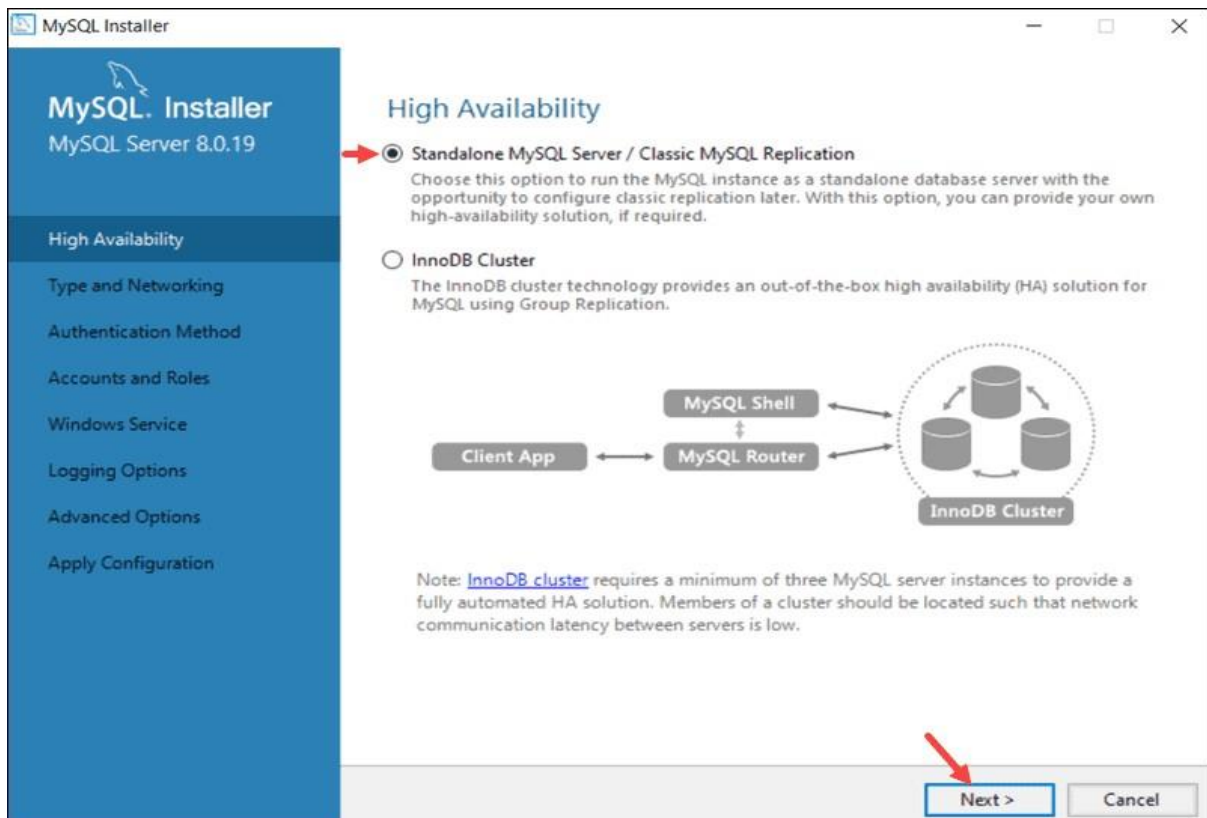 MySQL Installer
MySQL. Installer
MySQL Server 8.0.19
High Availability
Type and Networking
Authentication Method
Accounts and Roles
Windows Service
Logging Options
Advanced Options
Apply Configuration
High Availability
Standalone MySQL Server / Classic MySQL Replication
Choose this option to run the MySQL instance as a standalone database server with the
opportunity to configure classic replication later. With this option, you can provide your own
high-availability solution, if required.
InnoDB Cluster
The InnoDB cluster technology provides an out-of-the-box high availability (HA) solution for
MySQL using Group Replication.
MySQL Shell
Client App
MySQL Router
InnoDB Cluster
Note: InnoDB cluster requires a minimum of three MySQL server instances to provide a
fully automated HA solution. Members of a cluster should be located such that network
communication latency between servers is low.
Next >
Cancel